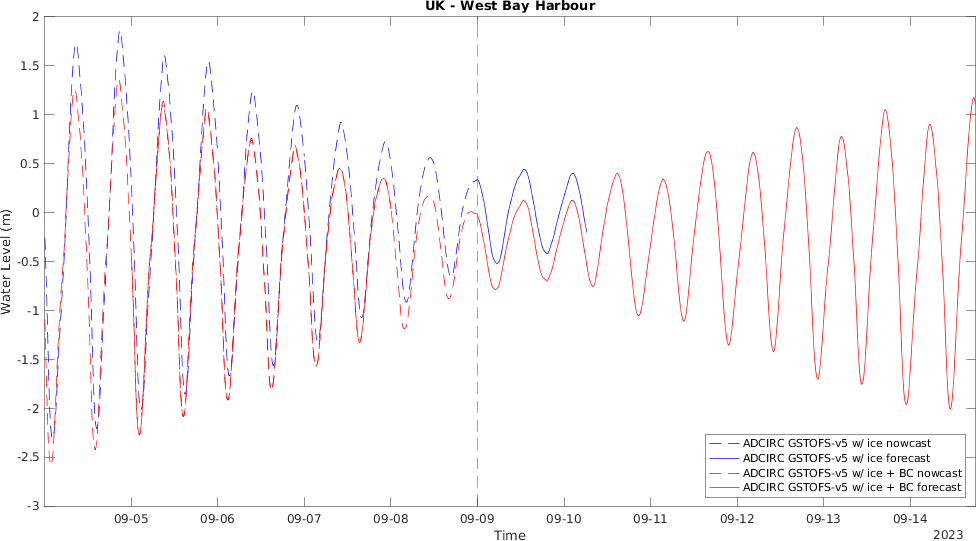 UK - West Bay Harbour
2
1.5
1
0.5
0
-0.5
-1
-1.5
-2
-2.5
-3
Water Level (m)
ADCIRC GSTOFS-v5 w/ ice nowcast
ADCIRC GSTOFS-v5 w/ ice forecast
ADCIRC GSTOFS-v5 w/ ice + BC nowcast
ADCIRC GSTOFS-v5 w/ ice + BC forecast
09-05 09-06 09-07 09-08 09-09 09-10 09-11 09-12 09-13 09-14
Time
2023